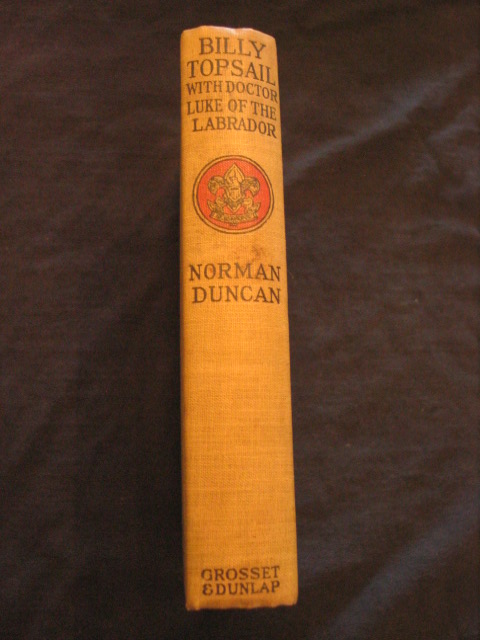 BILLY
TOPSAIL
WITH DOCTOR
LUKE OF THE
LABRADOR
NORMAN
DUNCAN
GROSSET
& DUNLAP